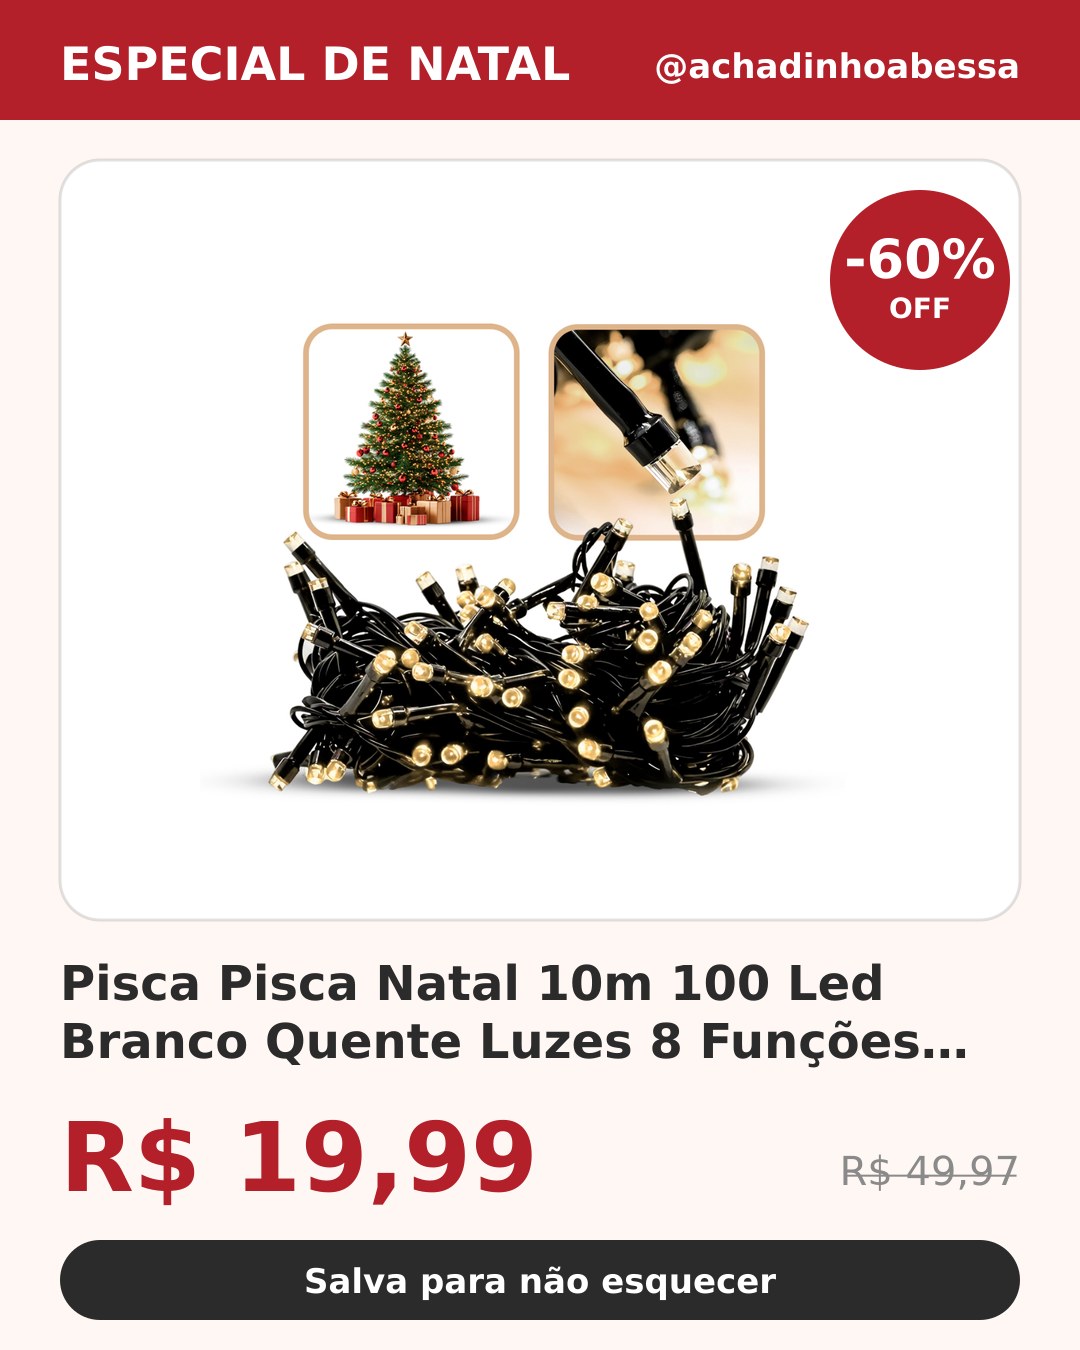 ESPECIAL DE NATAL
@achadinhoabessa
-60%
OFF
Pisca Pisca Natal 10m 100 Led
Branco Quente Luzes 8 Funções...
R$ 19,99
R$ 49,97
Salva para não esquecer